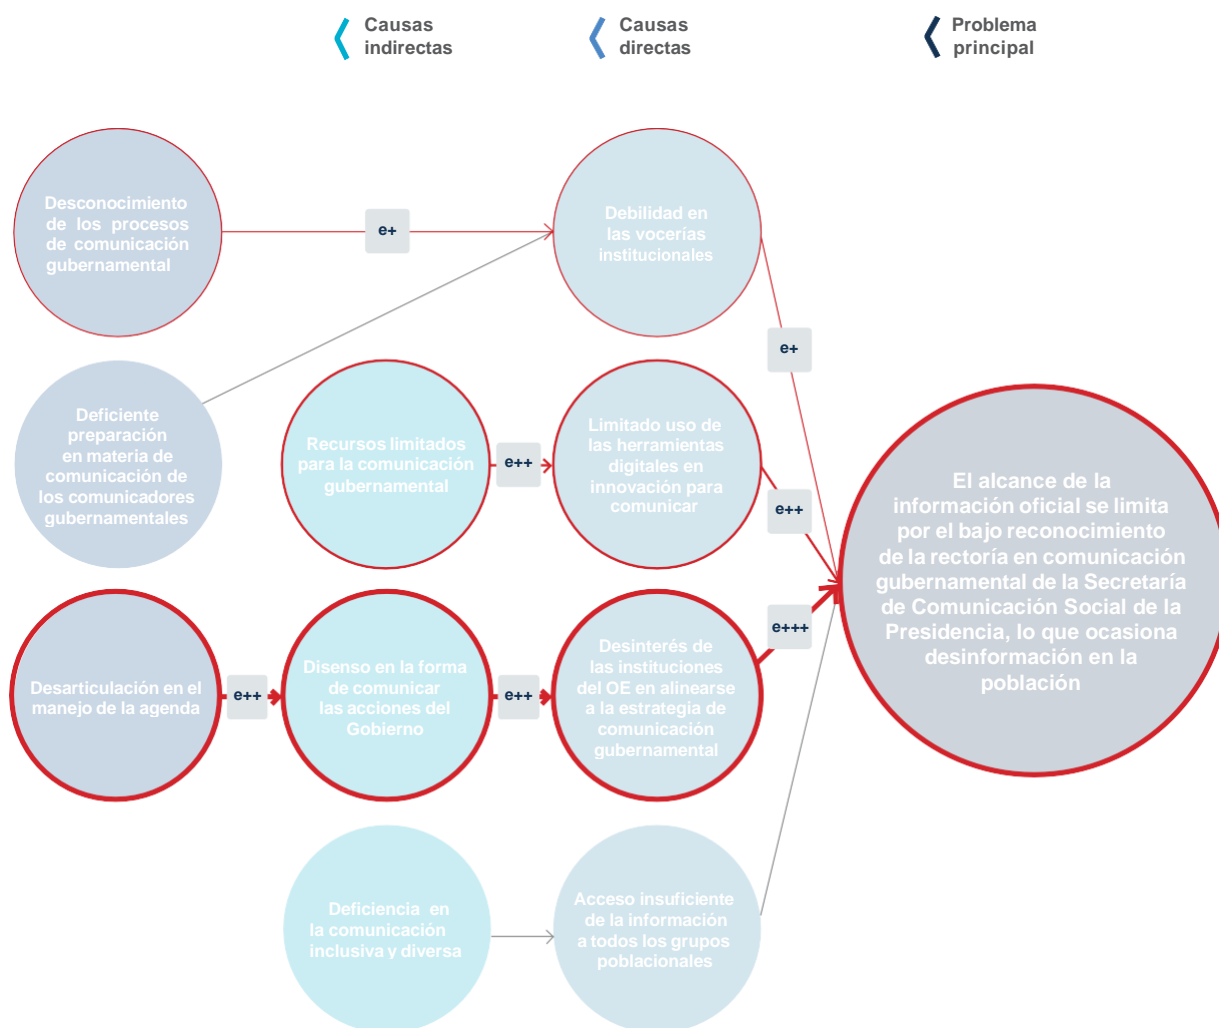 Causas
indirectas
Causas
directas
Problema
principal
Desconocimiento
de los procesos
de comunicación
gubernamental
e+
Debilidad en
las vocerías
institucionales
e+
Deficiente
preparación
en materia de
comunicación de
los comunicadores
gubernamentales
Recursos limitados
para la comunicación
gubernamental
e++
Limitado uso de
las herramientas
digitales en
innovación para
comunicar
e++
El alcance de la
información oficial se limita
por el bajo reconocimiento
de la rectoría en comunicación
gubernamental de la Secretaría
de Comunicación Social de la
Presidencia, lo que ocasiona
desinformación en la
población
Desarticulación en el
manejo de la agenda
e++
Disenso en la forma
de comunicar
las acciones del
Gobierno
e++
Desinterés de
las instituciones
del OE en alinearse
a la estrategia de
comunicación
gubernamental
e+++
Deficiencia en
la comunicación
inclusiva y diversa
Acceso insuficiente
de la información
a todos los grupos
poblacionales